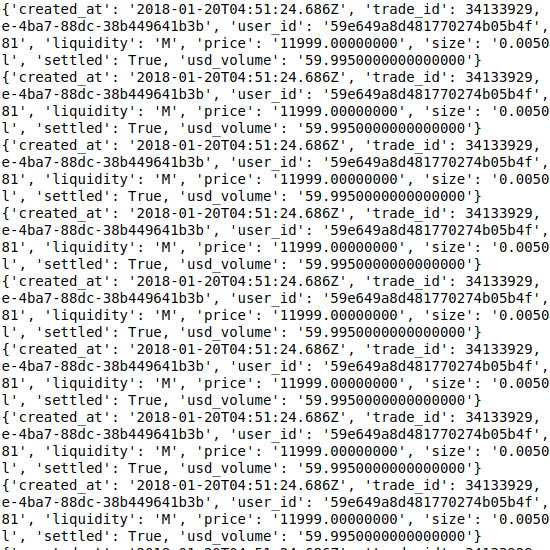 {'created_at': '2018-01-20T04:51:24.686Z', 'trade_id': 34133929,
e-4ba7-88dc-38b449641b3b', 'user_id': '59e649a8d481770274b05b4f',
81', 'liquidity': 'M', 'price': '11999.00000000', 'size': '0.0050
l', 'settled': True, 'usd_volume': '59.9950000000000000'}
{'created_at': '2018-01-20T04:51:24.686Z', 'trade_id': 34133929,
e-4ba7-88dc-38b449641b3b', 'user_id': '59e649a8d481770274b05b4f',
81', 'liquidity': 'M', 'price': '11999.00000000', 'size': '0.0050
l', 'settled': True, 'usd_volume': '59.9950000000000000'}
{'created_at': '2018-01-20T04:51:24.686Z', 'trade_id': 34133929,
e-4ba7-88dc-38b449641b3b', 'user_id': '59e649a8d481770274b05b4f',
81', 'liquidity': 'M', 'price': '11999.00000000', 'size': '0.0050
l', 'settled': True, 'usd_volume': '59.9950000000000000'}
{'created_at': '2018-01-20T04:51:24.686Z', 'trade_id': 34133929,
e-4ba7-88dc-38b449641b3b', 'user_id': '59e649a8d481770274b05b4f',
81', 'liquidity': 'M', 'price': '11999.00000000', 'size': '0.0050
l', 'settled': True, 'usd_volume': '59.9950000000000000'}
{'created_at': '2018-01-20T04:51:24.686Z', 'trade_id': 34133929,
e-4ba7-88dc-38b449641b3b', 'user_id': '59e649a8d481770274b05b4f',
81', 'liquidity': 'M', 'price': '11999.00000000', 'size': '0.0050
l', 'settled': True, 'usd_volume': '59.9950000000000000'}
{'created_at': '2018-01-20T04:51:24.686Z', 'trade_id': 34133929,
e-4ba7-88dc-38b449641b3b', 'user_id': '59e649a8d481770274b05b4f',
81', 'liquidity': 'M', 'price': '11999.00000000', 'size': '0.0050
l', 'settled': True, 'usd_volume': '59.9950000000000000'}
{'created_at': '2018-01-20T04:51:24.686Z', 'trade_id': 34133929,
e-4ba7-88dc-38b449641b3b', 'user_id': '59e649a8d481770274b05b4f',
81', 'liquidity': 'M', 'price': '11999.00000000', 'size': '0.0050
l', 'settled': True, 'usd_volume': '59.9950000000000000'}
{'created_at': '2018-01-20T04:51:24.686Z', 'trade_id': 34133929,
e-4ba7-88dc-38b449641b3b', 'user_id': '59e649a8d481770274b05b4f',
81', 'liquidity': 'M', 'price': '11999.00000000', 'size': '0.0050
l', 'settled': True, 'usd_volume': '59.9950000000000000'}